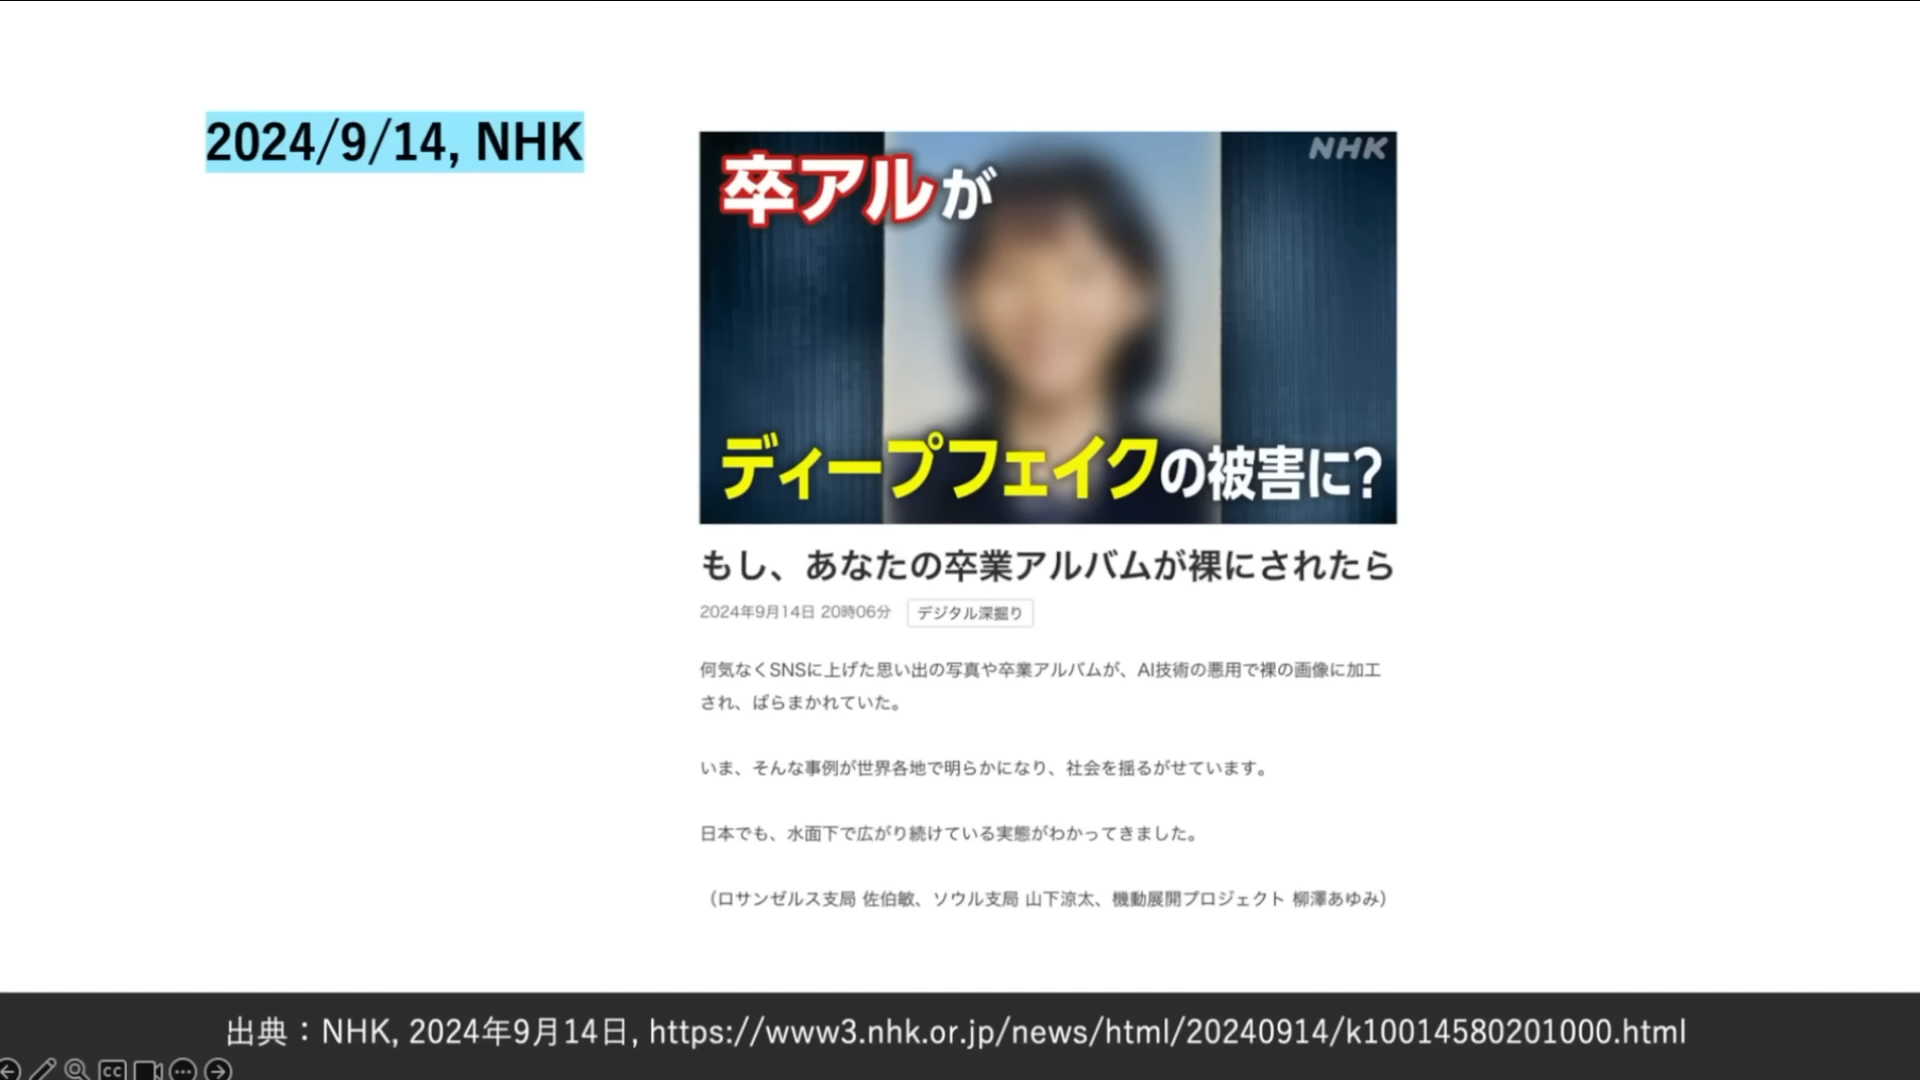 2024/9/14, NHK
NHK
卒アルが
ディープフェイクの被害に?
もし、あなたの卒業アルバムが裸にされたら
2024年9月14日 20時06分 デジタル深掘り
何気なくSNSに上げた思い出の写真や卒業アルバムが、AI技術の悪用で裸の画像に加工
され、ばらまかれていた。
いま、そんな事例が世界各地で明らかになり、社会を揺るがせています。
日本でも、水面下で広がり続けている実態がわかってきました。
（ロサンゼルス支局 佐伯敏、ソウル支局 山下涼太、機動展開プロジェクト 柳澤あゆみ）
出典：NHK, 2024年9月14日, https://www3.nhk.or.jp/news/html/20240914/k10014580201000.html
CC